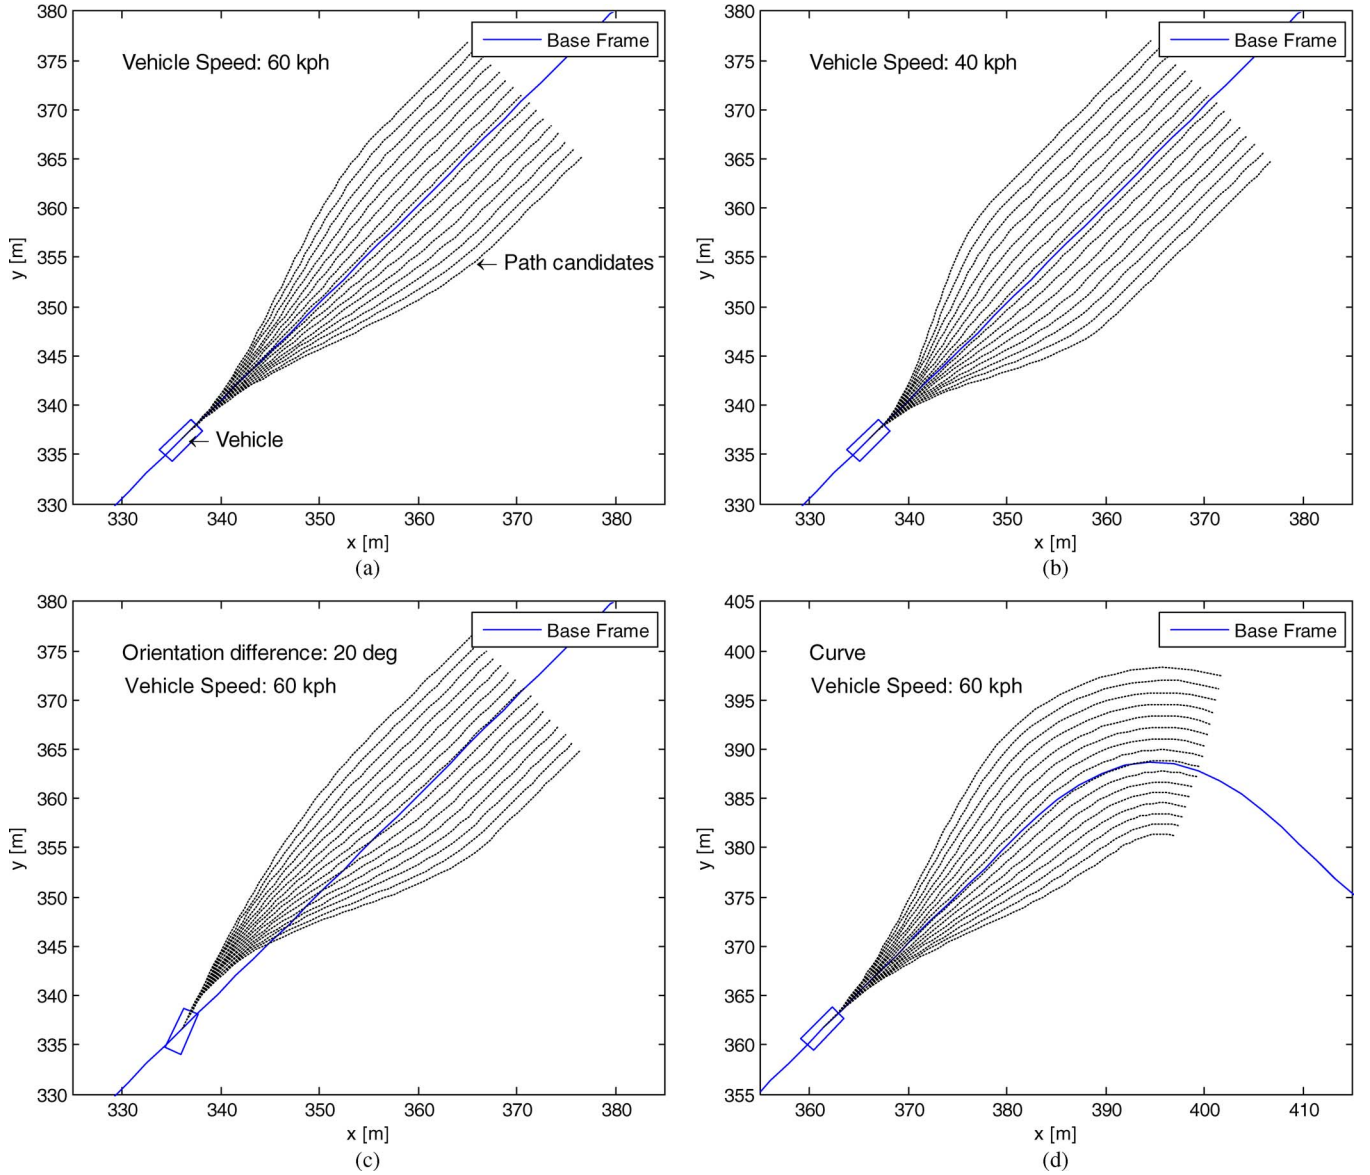 380
375
370
365
360
355
350
345
340
335
330
330
340
350
360
370
380
y [m]
x [m]
Base Frame
Vehicle Speed: 60 kph
← Path candidates
← Vehicle
(a)
380
375
370
365
360
355
350
345
340
335
330
330
340
350
360
370
380
y [m]
x [m]
Base Frame
Vehicle Speed: 40 kph
(b)
380
375
370
365
360
355
350
345
340
335
330
330
340
350
360
370
380
y [m]
x [m]
Base Frame
Orientation difference: 20 deg
Vehicle Speed: 60 kph
(c)
405
400
395
390
385
380
375
370
365
360
355
360
370
380
390
400
410
y [m]
x [m]
Base Frame
Curve
Vehicle Speed: 60 kph
(d)